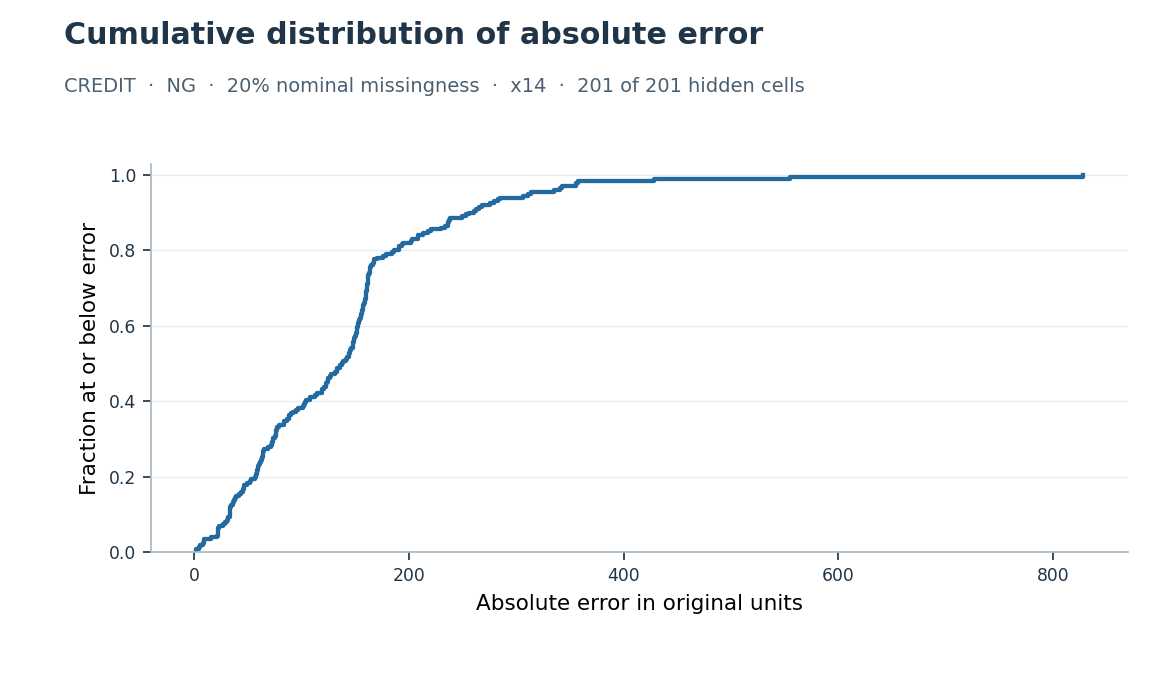 Cumulative distribution of absolute error
CREDIT · NG · 20% nominal missingness · x14 · 201 of 201 hidden cells
1.0
0.8
0.6
0.4
0.2
0.0
Fraction at or below error
0 200 400 600 800
Absolute error in original units